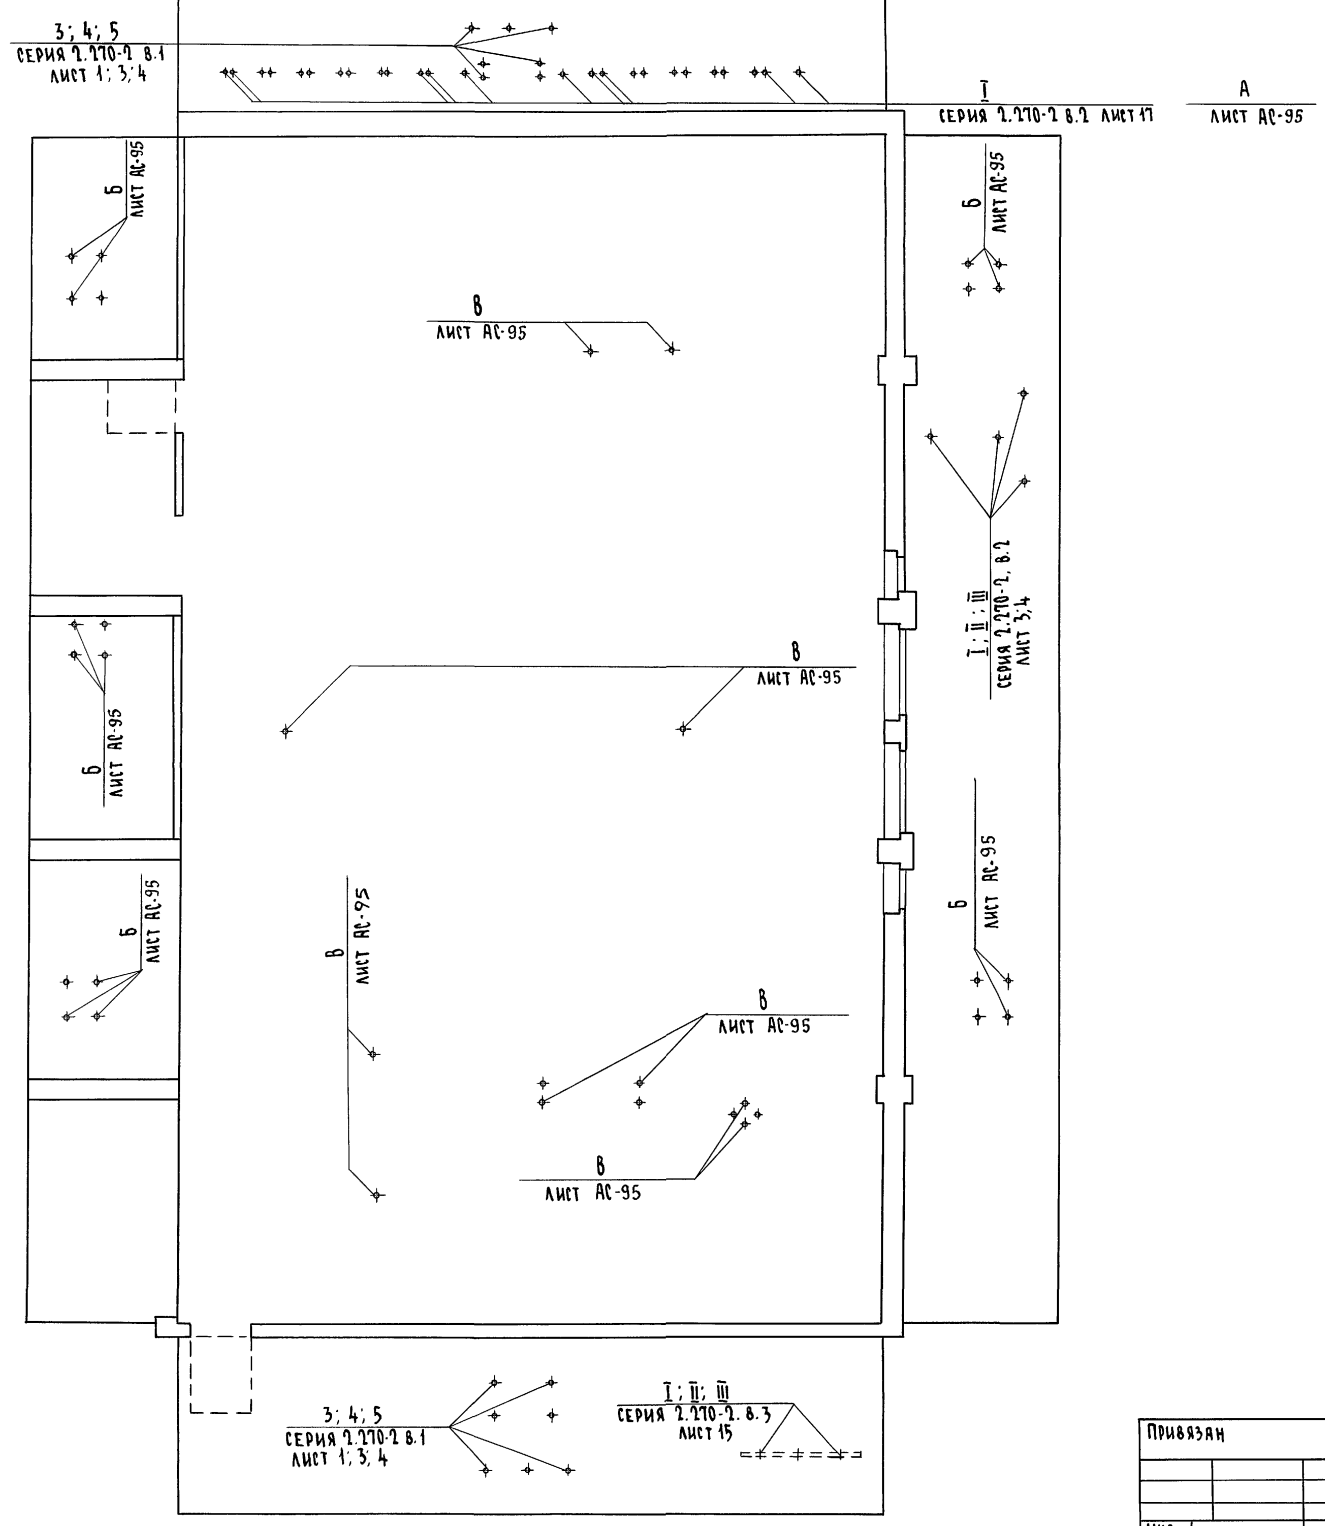 3; 4; 5
СЕРИЯ 2.270-2 В.1
ЛИСТ 1; 3; 4
I
СЕРИЯ 2.270-2 В.2 ЛИСТ 17
А
ЛИСТ АС-95
Б
ЛИСТ АС-95
Б
ЛИСТ АС-95
В
ЛИСТ АС-95
I; II; III
СЕРИЯ 2.270-2, В.2
ЛИСТ 3; 4
В
ЛИСТ АС-95
Б
ЛИСТ АС-95
Б
ЛИСТ АС-95
Б
ЛИСТ АС-95
В
ЛИСТ АС-95
В
ЛИСТ АС-95
В
ЛИСТ АС-95
3; 4; 5
СЕРИЯ 2.270-2 В.1
ЛИСТ 1; 3; 4
I; II; III
СЕРИЯ 2.270-2. В.3
ЛИСТ 15
ПРИВЯЗАН